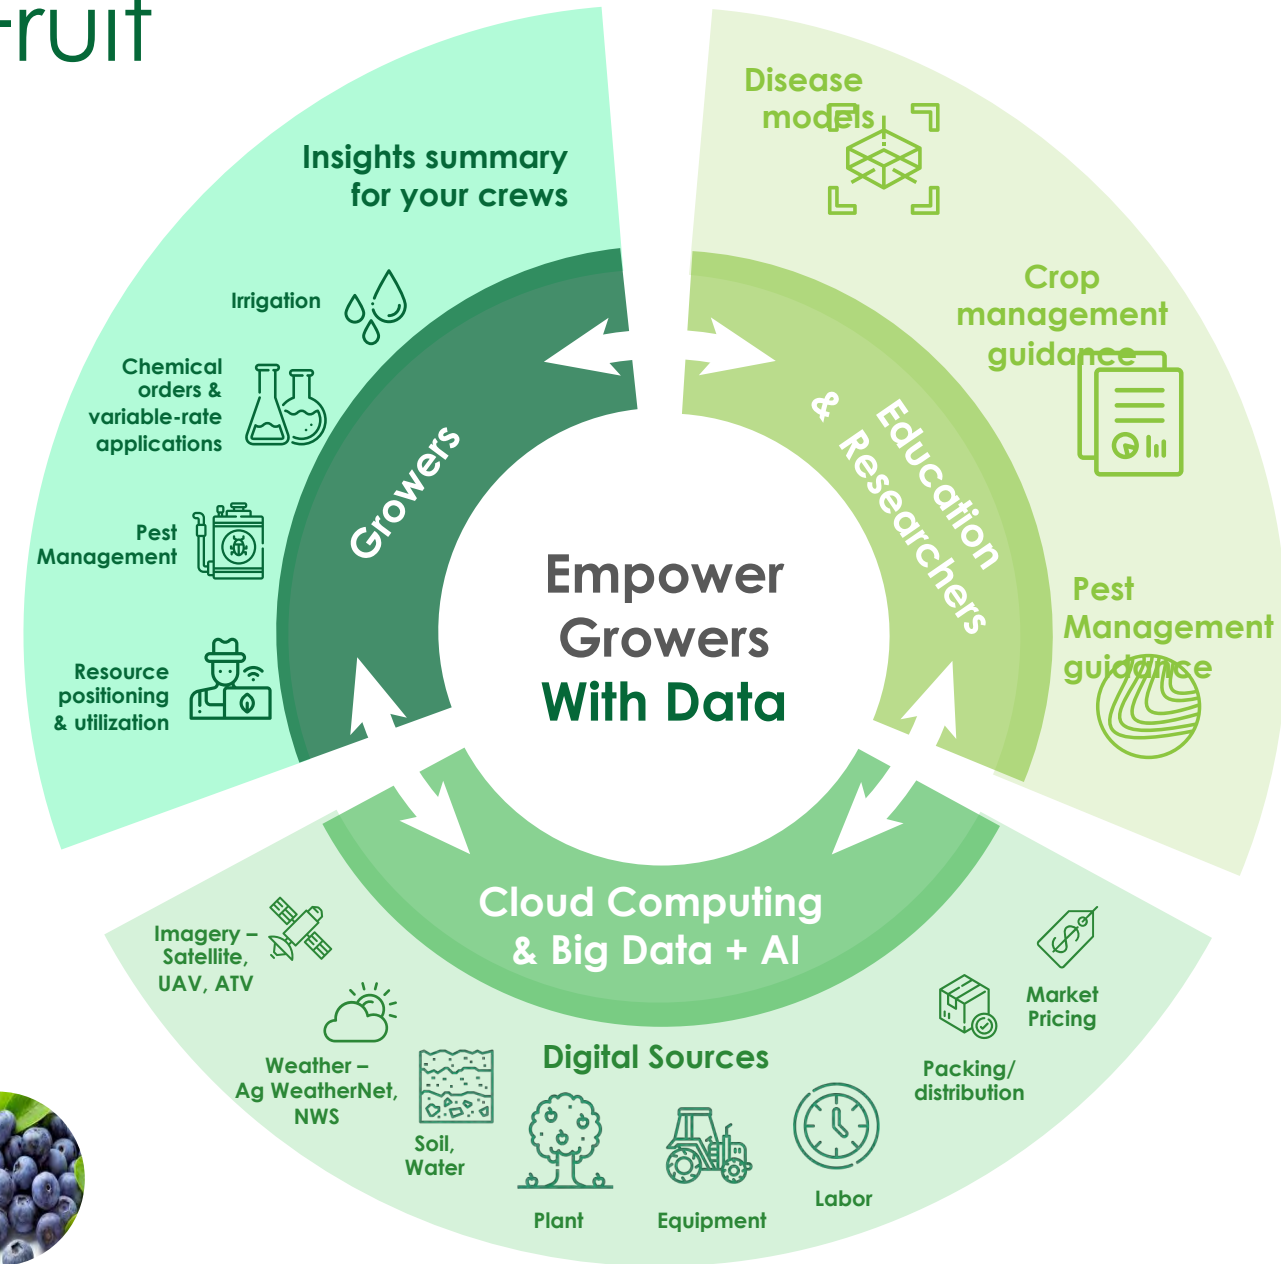 Fruit
Insights summary
for your crews
Irrigation
Chemical
orders &
variable-rate
applications
Pest
Management
Resource
positioning
& utilization
Growers
Disease
models
Crop
management
guidance
Pest
Management
guidance
Education
& Researchers
Empower
Growers
With Data
Cloud Computing
& Big Data + AI
Digital Sources
Imagery –
Satellite,
UAV, ATV
Weather –
Ag WeatherNet,
NWS
Soil,
Water
Plant
Equipment
Labor
Packing/
distribution
Market
Pricing